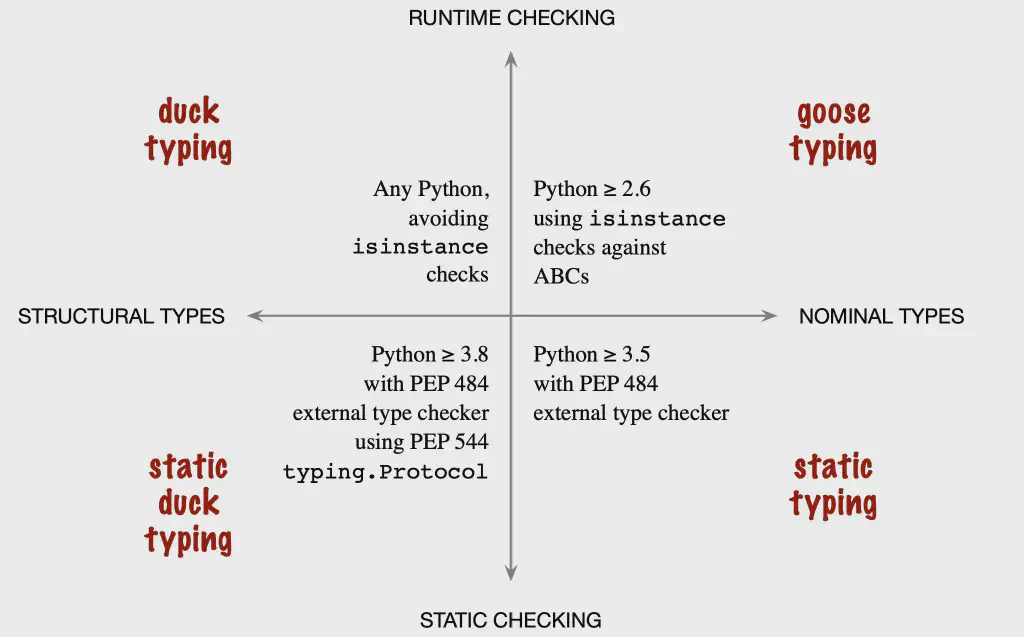 RUNTIME CHECKING
duck
typing
goose
typing
Any Python,
avoiding
isinstance
checks
Python ≥ 2.6
using isinstance
checks against
ABCs
STRUCTURAL TYPES
NOMINAL TYPES
Python ≥ 3.8
with PEP 484
external type checker
using PEP 544
typing.Protocol
Python ≥ 3.5
with PEP 484
external type checker
static
duck
typing
static
typing
STATIC CHECKING